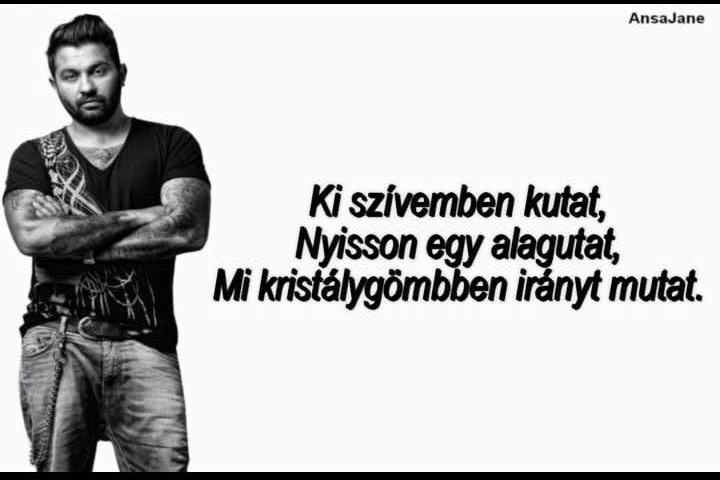 AnsaJane
Ki szívemben kutat,
Nyisson egy alagutat,
Mi kristálygömbben irányt mutat.